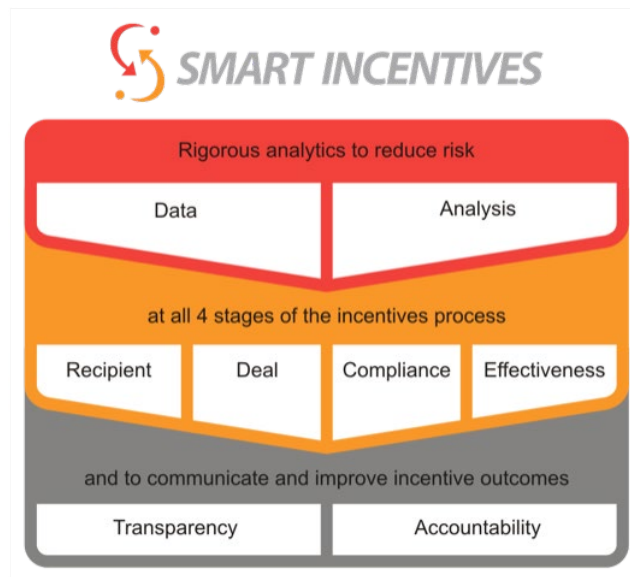 SMART INCENTIVES
Rigorous analytics to reduce risk
Data
Analysis
at all 4 stages of the incentives process
Recipient
Deal
Compliance
Effectiveness
and to communicate and improve incentive outcomes
Transparency
Accountability